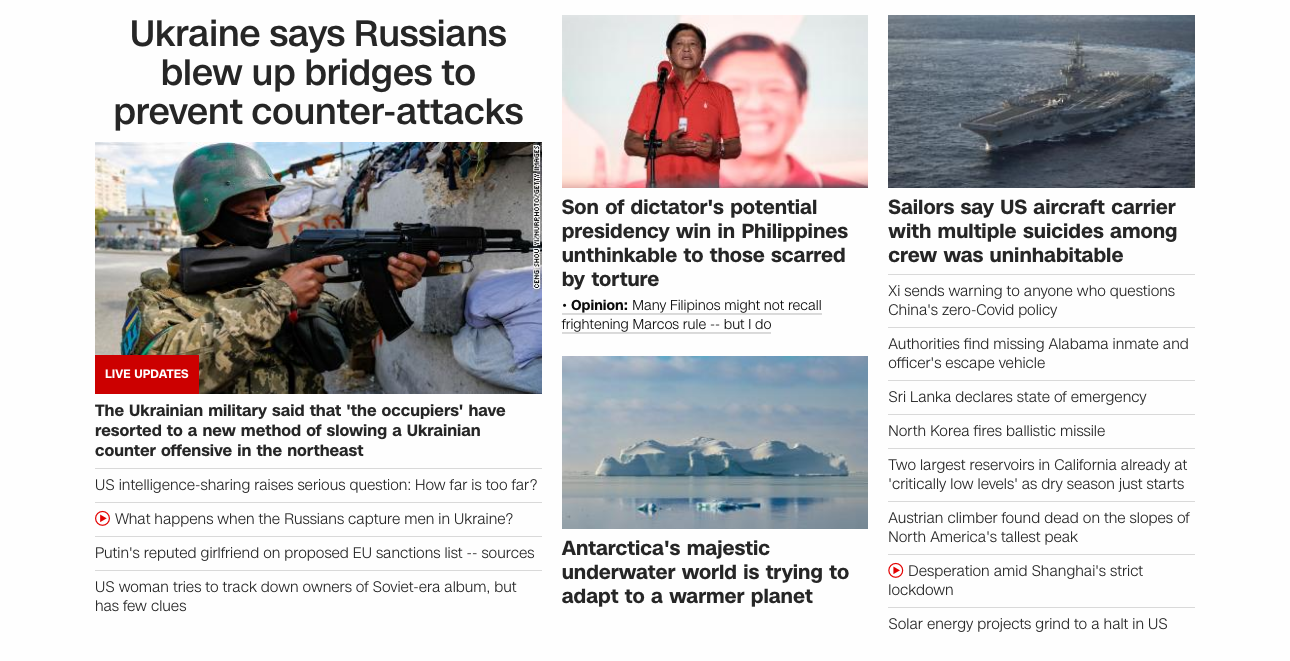 Ukraine says Russians
blew up bridges to
prevent counter-attacks
CENG SHOU YI/NURPHOTO/GETTY IMAGES
LIVE UPDATES
The Ukrainian military said that 'the occupiers' have
resorted to a new method of slowing a Ukrainian
counter offensive in the northeast
US intelligence-sharing raises serious question: How far is too far?
What happens when the Russians capture men in Ukraine?
Putin's reputed girlfriend on proposed EU sanctions list -- sources
US woman tries to track down owners of Soviet-era album, but
has few clues
Son of dictator's potential
presidency win in Philippines
unthinkable to those scarred
by torture
• Opinion: Many Filipinos might not recall
frightening Marcos rule -- but I do
Antarctica's majestic
underwater world is trying to
adapt to a warmer planet
Sailors say US aircraft carrier
with multiple suicides among
crew was uninhabitable
Xi sends warning to anyone who questions
China's zero-Covid policy
Authorities find missing Alabama inmate and
officer's escape vehicle
Sri Lanka declares state of emergency
North Korea fires ballistic missile
Two largest reservoirs in California already at
'critically low levels' as dry season just starts
Austrian climber found dead on the slopes of
North America's tallest peak
Desperation amid Shanghai's strict
lockdown
Solar energy projects grind to a halt in US